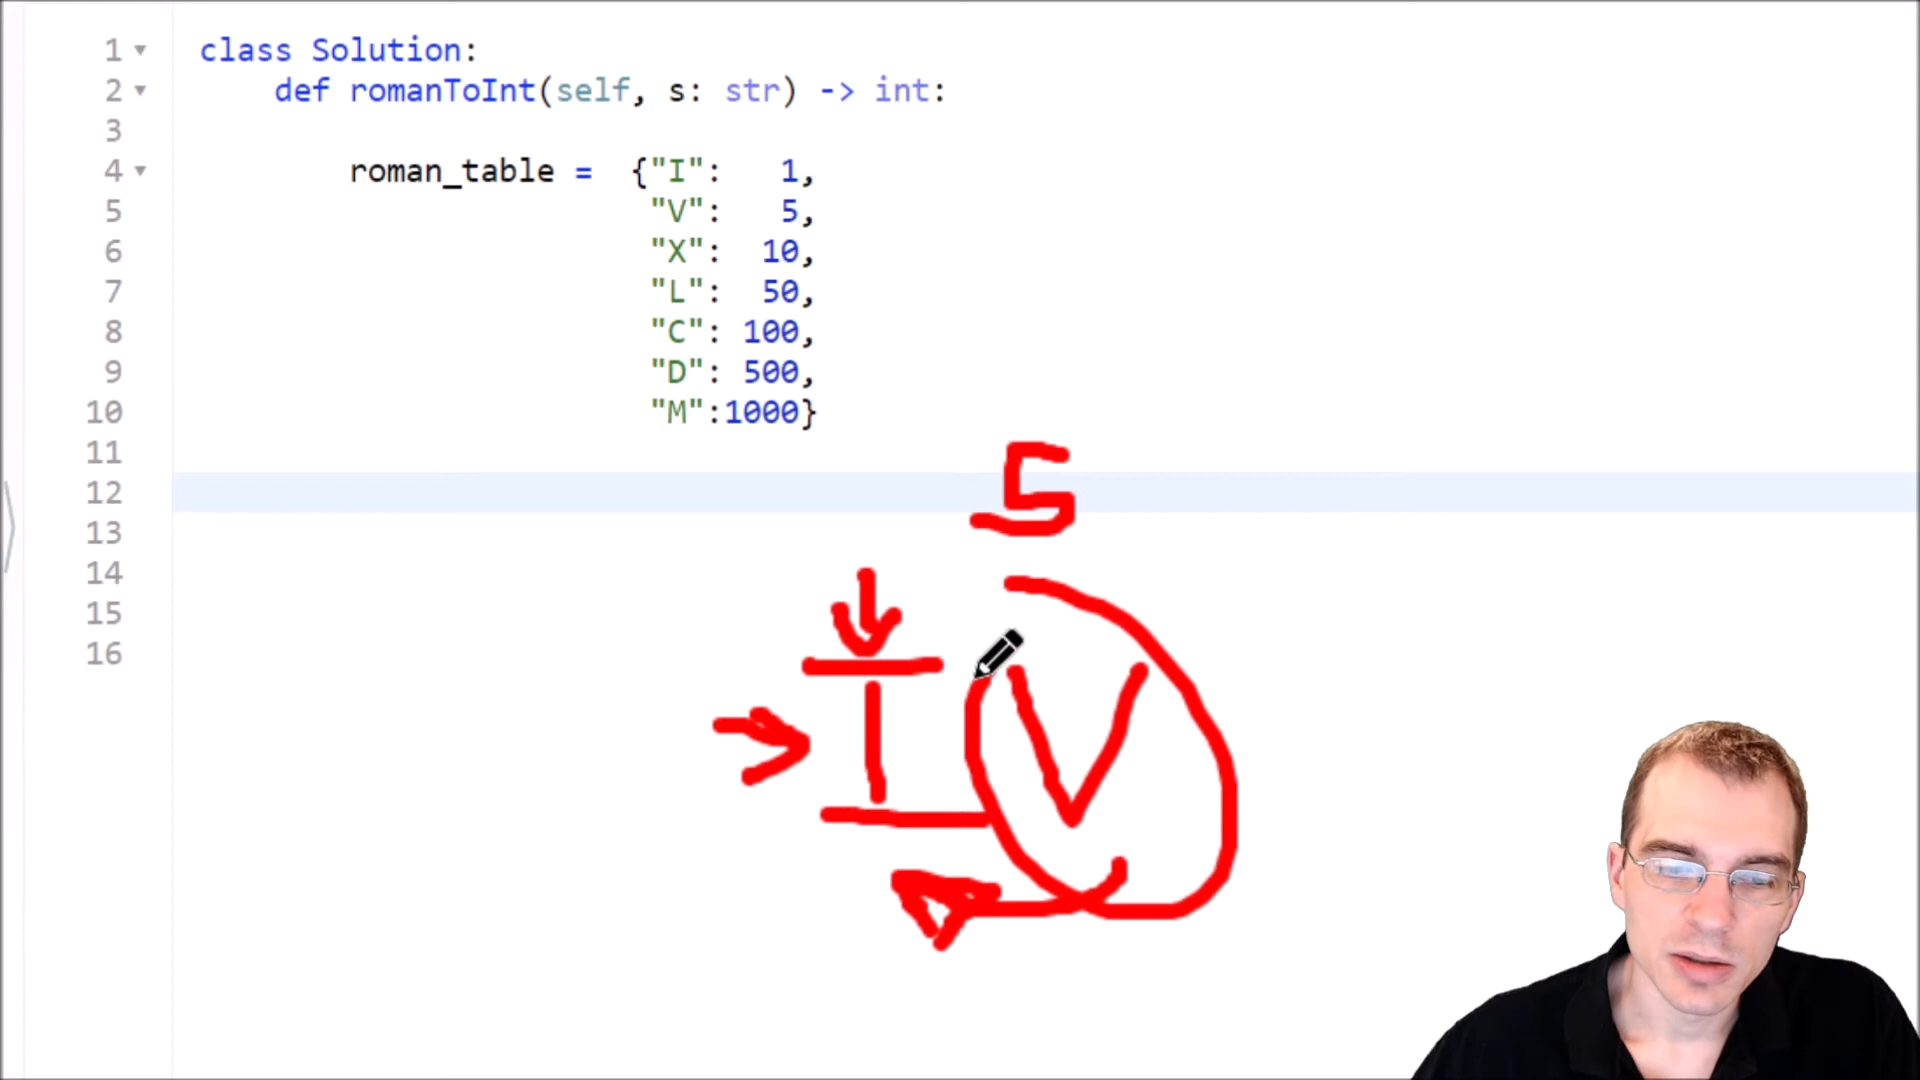 1 class Solution:
2 def romanToInt(self, s: str) -> int:
3
4 roman_table = {"I": 1,
5 "V": 5,
6 "X": 10,
7 "L": 50,
8 "C": 100,
9 "D": 500,
10 "M":1000}
11
12
13
14
15
16
5
I V